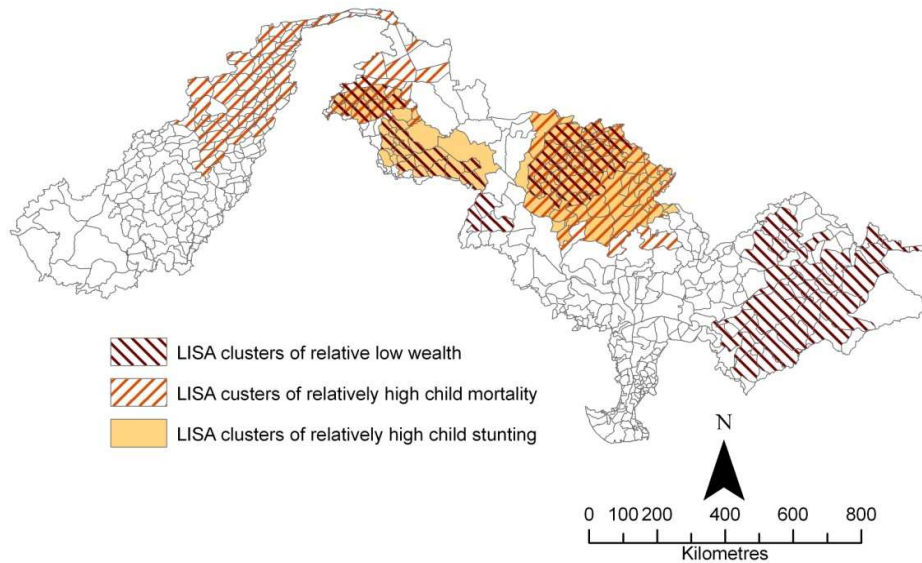 LISA clusters of relative low wealth
LISA custers of relatively high child mortality
LISA clusters of relatively high child stunting
N
0 100 200 400 600 800
Kilometres